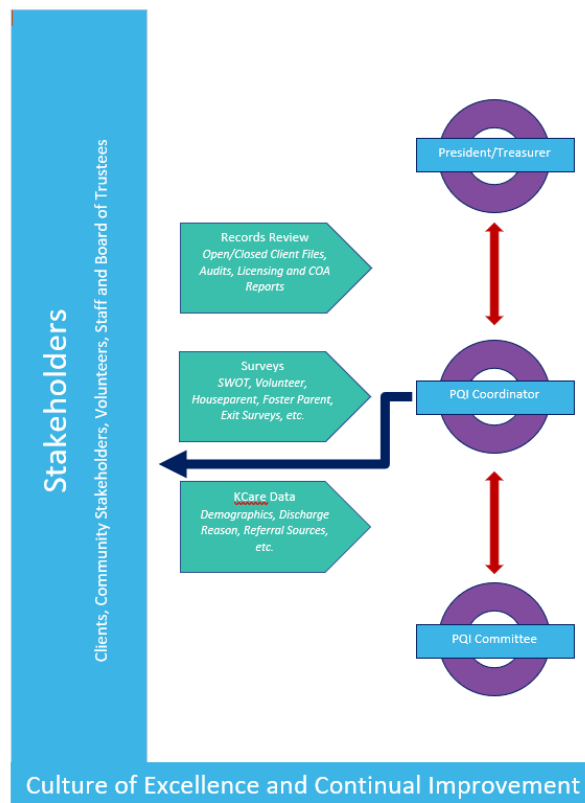 Stakeholders
Clients, Community Stakeholders, Volunteers, Staff and Board of Trustees
Records Review
Open/Closed Client Files,
Audits, Licensing and COA
Reports
Surveys
SWOT, Volunteer,
Houseparent, Foster Parent,
Exit Surveys, etc.
KCare Data
Demographics, Discharge
Reason, Referral Sources,
etc.
President/Treasurer
PQI Coordinator
PQI Committee
Culture of Excellence and Continual Improvement